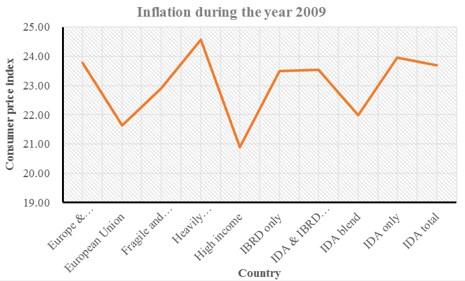 Inflation during the year 2009
Consumer price index
25.00
24.00
23.00
22.00
21.00
20.00
19.00
Europe &...
European Union
Fragile and...
Heavily...
High income
IBRD only
IDA & IBRD...
IDA blend
IDA only
IDA total
Country